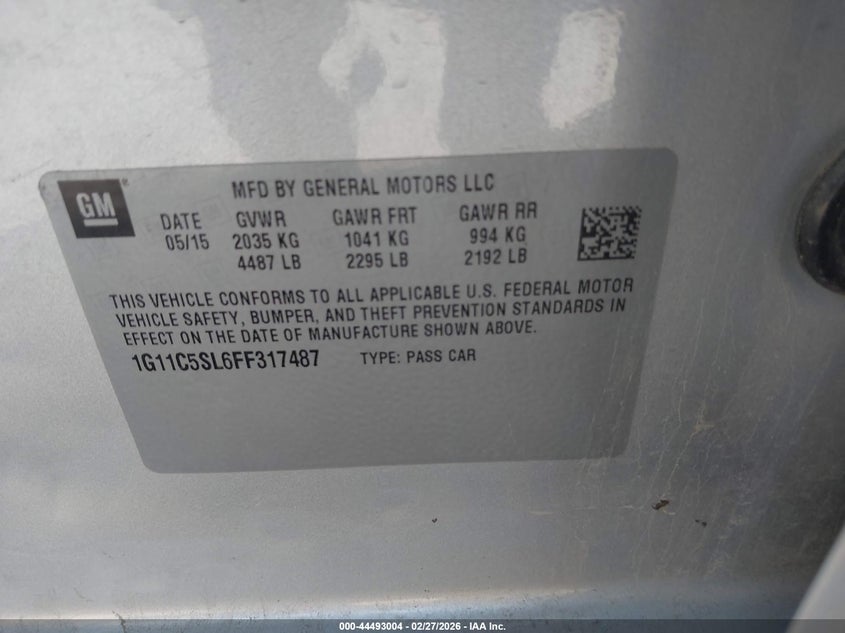 GM
MFD BY GENERAL MOTORS LLC
DATE GVWR GAWR FRT GAWR RR
05/15 2035 KG 1041 KG 994 KG
4487 LB 2295 LB 2192 LB
THIS VEHICLE CONFORMS TO ALL APPLICABLE U.S. FEDERAL MOTOR
VEHICLE SAFETY, BUMPER, AND THEFT PREVENTION STANDARDS IN
EFFECT ON THE DATE OF MANUFACTURE SHOWN ABOVE.
1G11C5SL6FF317487 TYPE: PASS CAR
000-44493004 - 02/27/2026 - IAA Inc.